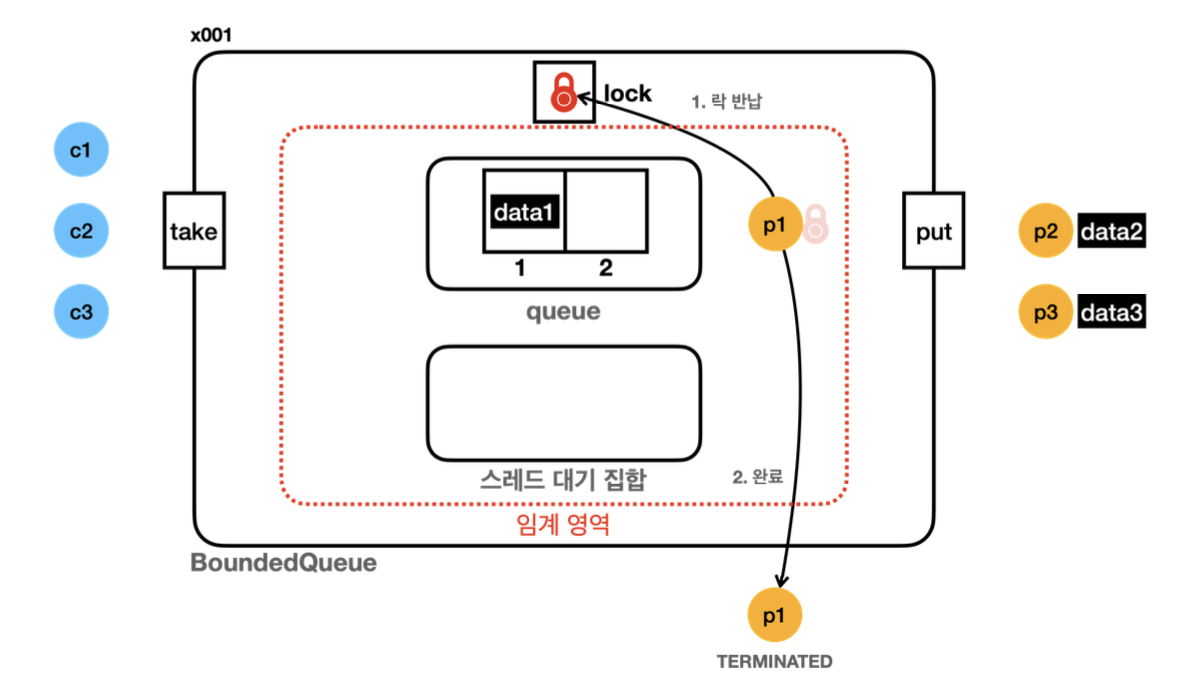 x001
lock
1. 락 반납
c1
c2
c3
take
data1
1
2
queue
p1
put
p2
data2
p3
data3
스레드 대기 집합
2. 완료
임계 영역
BoundedQueue
p1
TERMINATED